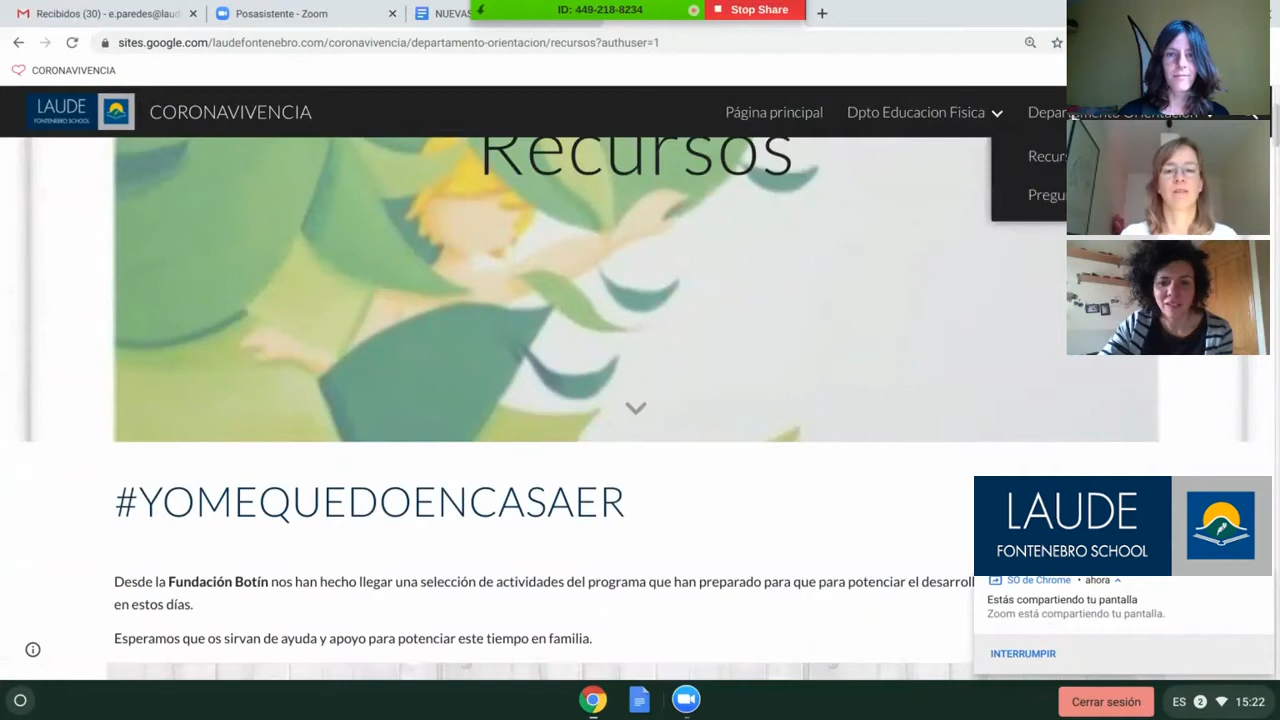 Recibidos (30) - e.paredes@laud
Posasistente - Zoom
NUEVAS
ID: 449-218-8234
Stop Share
sites.google.com/laudefontenebro.com/coronavivencia/departamento-orientacion/recursos?authuser=1
CORONAVIVENCIA
LAUDE
FONTENEBRO SCHOOL
CORONAVIVENCIA
Página principal
Dpto Educacion Fisica
Recursos
#YOMEQUEDOENCASAER
LAUDE
FONTENEBRO SCHOOL
Desde la Fundación Botín nos han hecho llegar una selección de actividades del programa que han preparado para que para potenciar el desarroll
en estos días.
Esperamos que os sirvan de ayuda y apoyo para potenciar este tiempo en familia.
SO de Chrome • ahora
Estás compartiendo tu pantalla
Zoom está compartiendo tu pantalla.
INTERRUMPIR
Cerrar sesión
ES
2
15:22